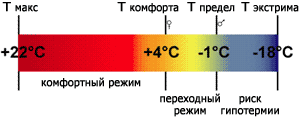 T макс T комфорта T предел T экстрима
♀ ♂
+22°C +4°C -1°C -18°C
комфортный режим
переходный режим
риск гипотермии